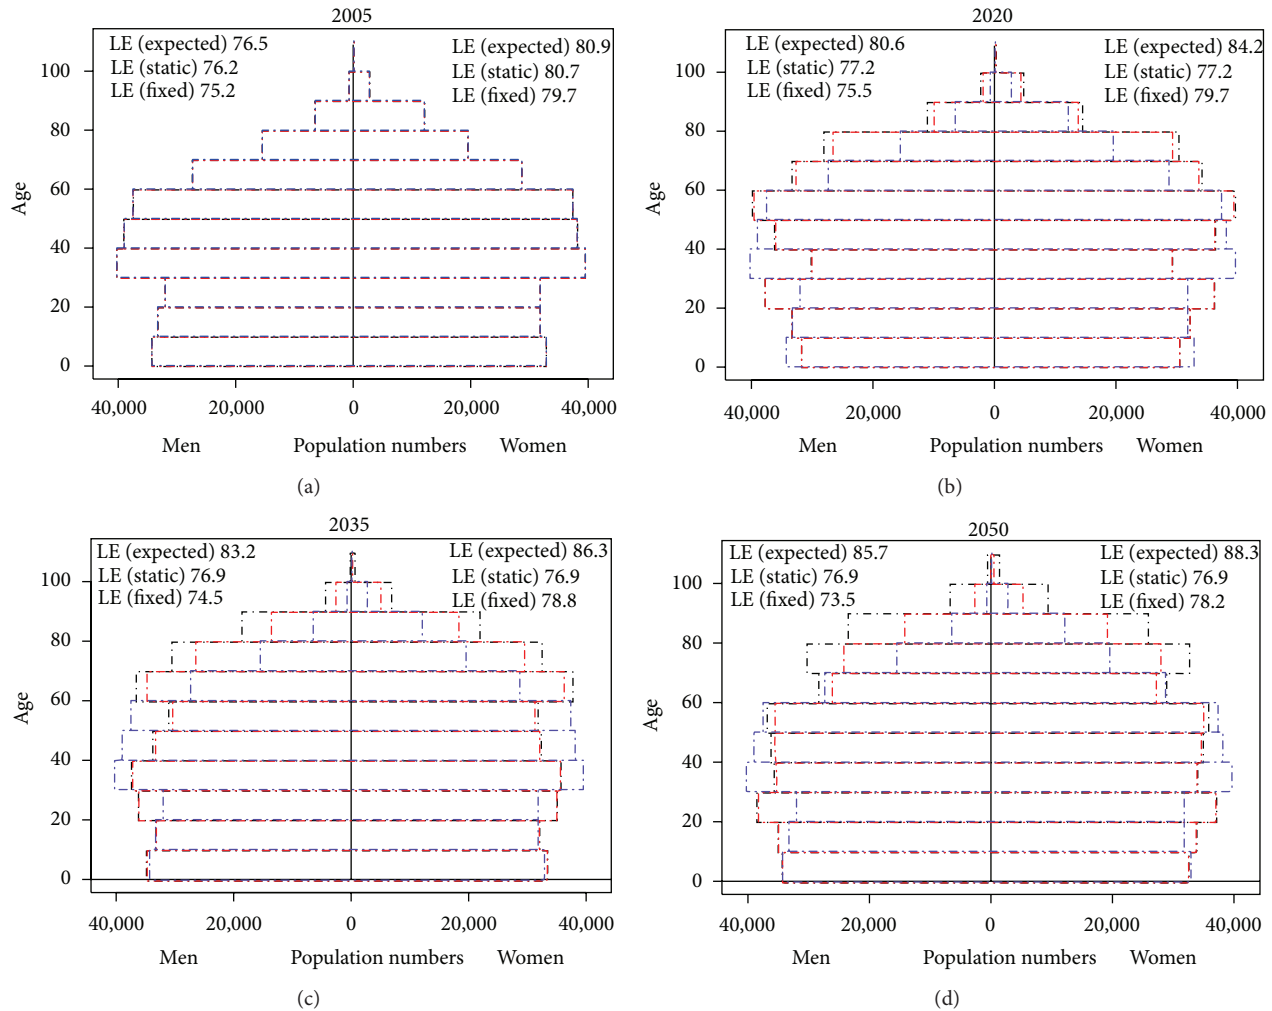 2005
LE (expected) 76.5
LE (static) 76.2
LE (fixed) 75.2
LE (expected) 80.9
LE (static) 80.7
LE (fixed) 79.7
100
80
60
40
20
0
Age
40,000 20,000 0 20,000 40,000
Men Population numbers Women
(a)
2020
LE (expected) 80.6
LE (static) 77.2
LE (fixed) 75.5
LE (expected) 84.2
LE (static) 77.2
LE (fixed) 79.7
100
80
60
40
20
0
Age
40,000 20,000 0 20,000 40,000
Men Population numbers Women
(b)
2035
LE (expected) 83.2
LE (static) 76.9
LE (fixed) 74.5
LE (expected) 86.3
LE (static) 76.9
LE (fixed) 78.8
100
80
60
40
20
0
Age
40,000 20,000 0 20,000 40,000
Men Population numbers Women
(c)
2050
LE (expected) 85.7
LE (static) 76.9
LE (fixed) 73.5
LE (expected) 88.3
LE (static) 76.9
LE (fixed) 78.2
100
80
60
40
20
0
Age
40,000 20,000 0 20,000 40,000
Men Population numbers Women
(d)